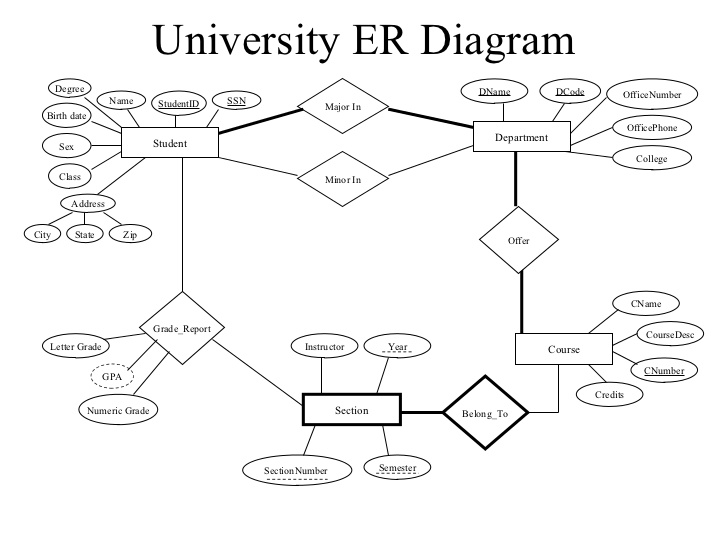 University ER Diagram
Degree
Name
StudentID
SSN
Major In
DName
DCode
OfficeNumber
Birth date
Student
Department
OfficePhone
Sex
College
Class
Minor In
Address
City
State
Zip
Offer
CName
Grade_Report
CourseDesc
Letter Grade
Instructor
Year
Course
CNumber
GPA
Credits
Numeric Grade
Section
Belong_To
SectionNumber
Semester